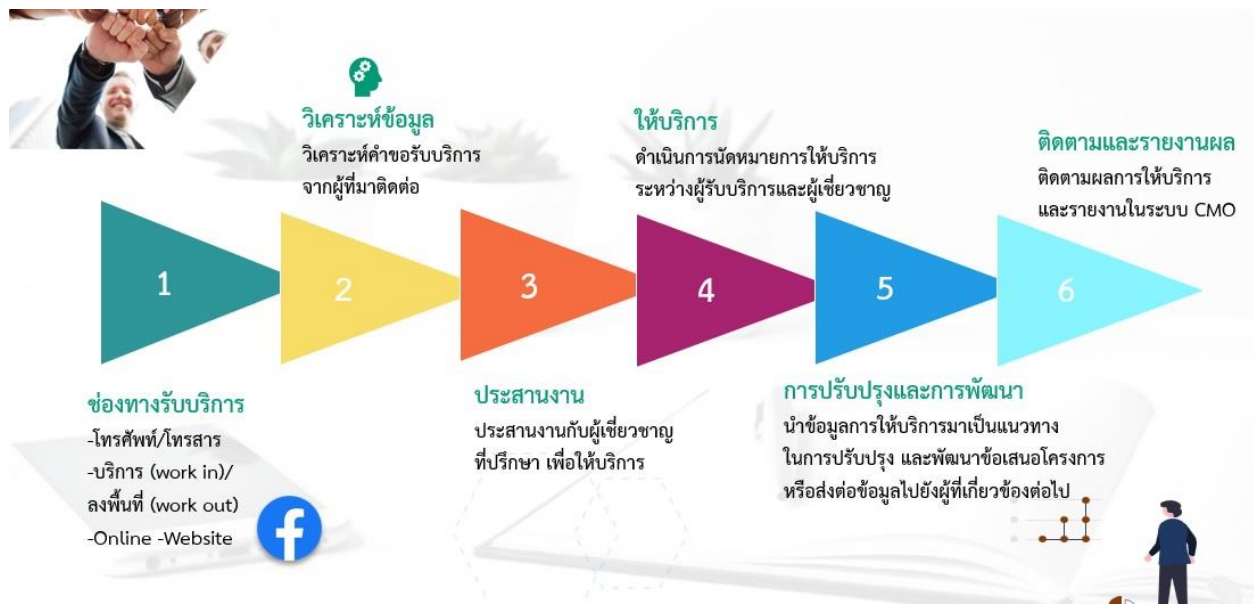 1
ช่องทางรับบริการ
-โทรศัพท์/โทรสาร
-บริการ (work in)/
ลงพื้นที่ (work out)
-Online -Website
2
วิเคราะห์ข้อมูล
วิเคราะห์คำขอรับบริการ
จากผู้ที่มาติดต่อ
3
ประสานงาน
ประสานงานกับผู้เชี่ยวชาญ
ที่ปรึกษา เพื่อให้บริการ
4
ให้บริการ
ดำเนินการนัดหมายการให้บริการ
ระหว่างผู้รับบริการและผู้เชี่ยวชาญ
5
การปรับปรุงและการพัฒนา
นำข้อมูลการให้บริการมาเป็นแนวทาง
ในการปรับปรุง และพัฒนาข้อเสนอโครงการ
หรือส่งต่อข้อมูลไปยังผู้ที่เกี่ยวข้องต่อไป
6
ติดตามและรายงานผล
ติดตามผลการให้บริการ
และรายงานในระบบ CMO